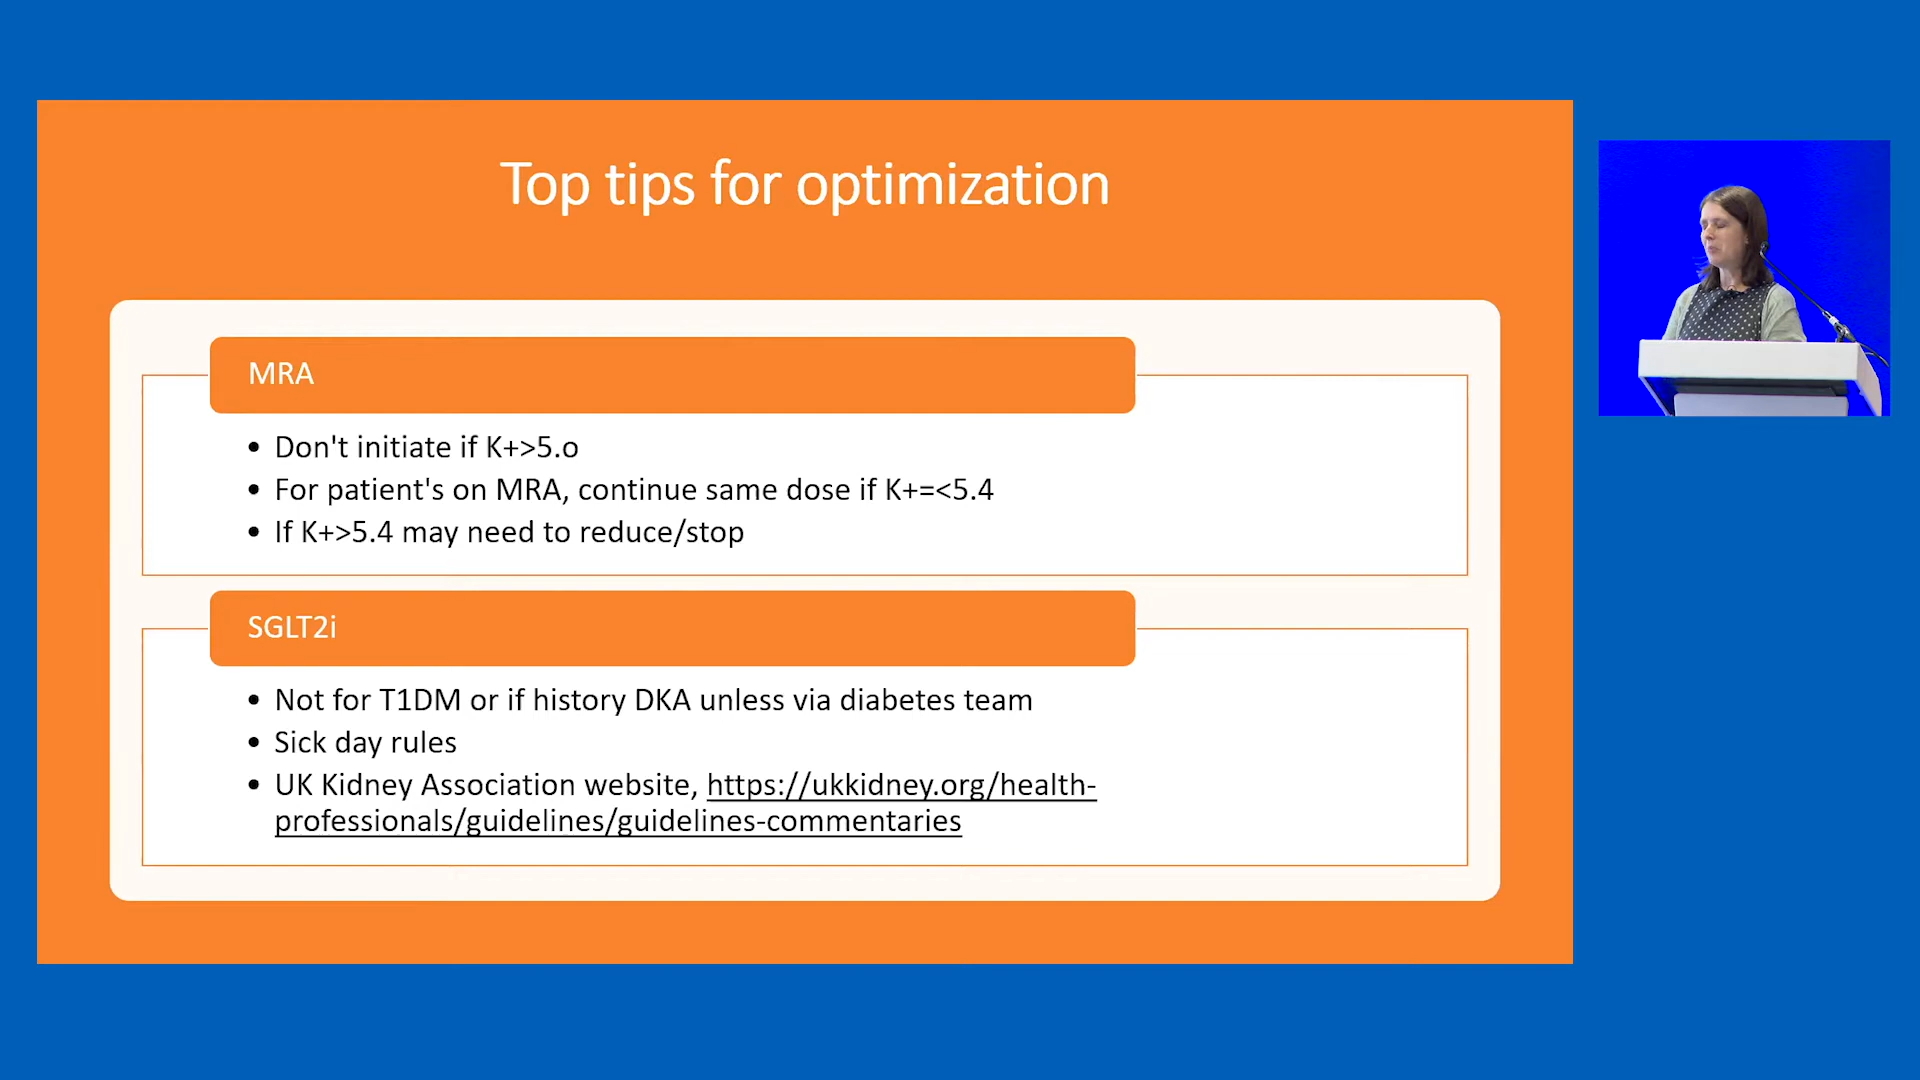 Top tips for optimization
MRA
• Don't initiate if K+>5.o
• For patient's on MRA, continue same dose if K+=<5.4
• If K+>5.4 may need to reduce/stop
SGLT2i
• Not for T1DM or if history DKA unless via diabetes team
• Sick day rules
• UK Kidney Association website, https://ukkidney.org/health-
professionals/guidelines/guidelines-commentaries